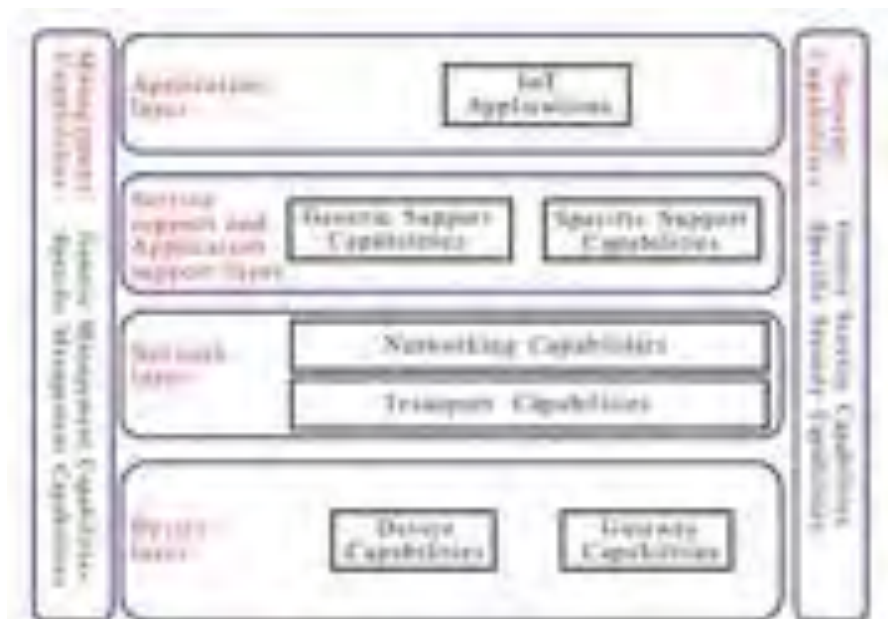 Management
Capabilities
Generic Management Capabilities
Specific Management Capabilities
Application
layer
IoT
Applications
Service
support and
Application
support layer
Generic Support
Capabilities
Specific Support
Capabilities
Network
layer
Networking Capabilities
Transport Capabilities
Device
layer
Device
Capabilities
Gateway
Capabilities
Security
Capabilities
Generic Security Capabilities
Specific Security Capabilities